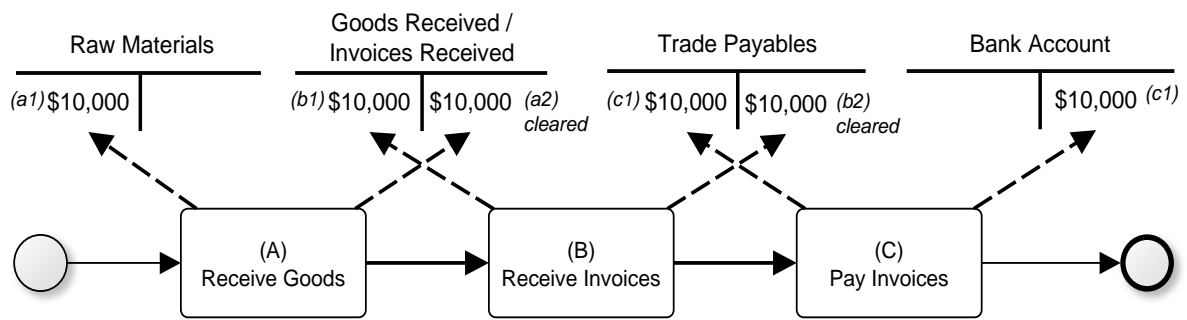 Raw Materials
Goods Received /
Invoices Received
Trade Payables
Bank Account
(a1) $10,000
(b1) $10,000 $10,000 (a2)
cleared
(c1) $10,000 $10,000 (b2)
cleared
$10,000 (c1)
(A)
Receive Goods
(B)
Receive Invoices
(C)
Pay Invoices